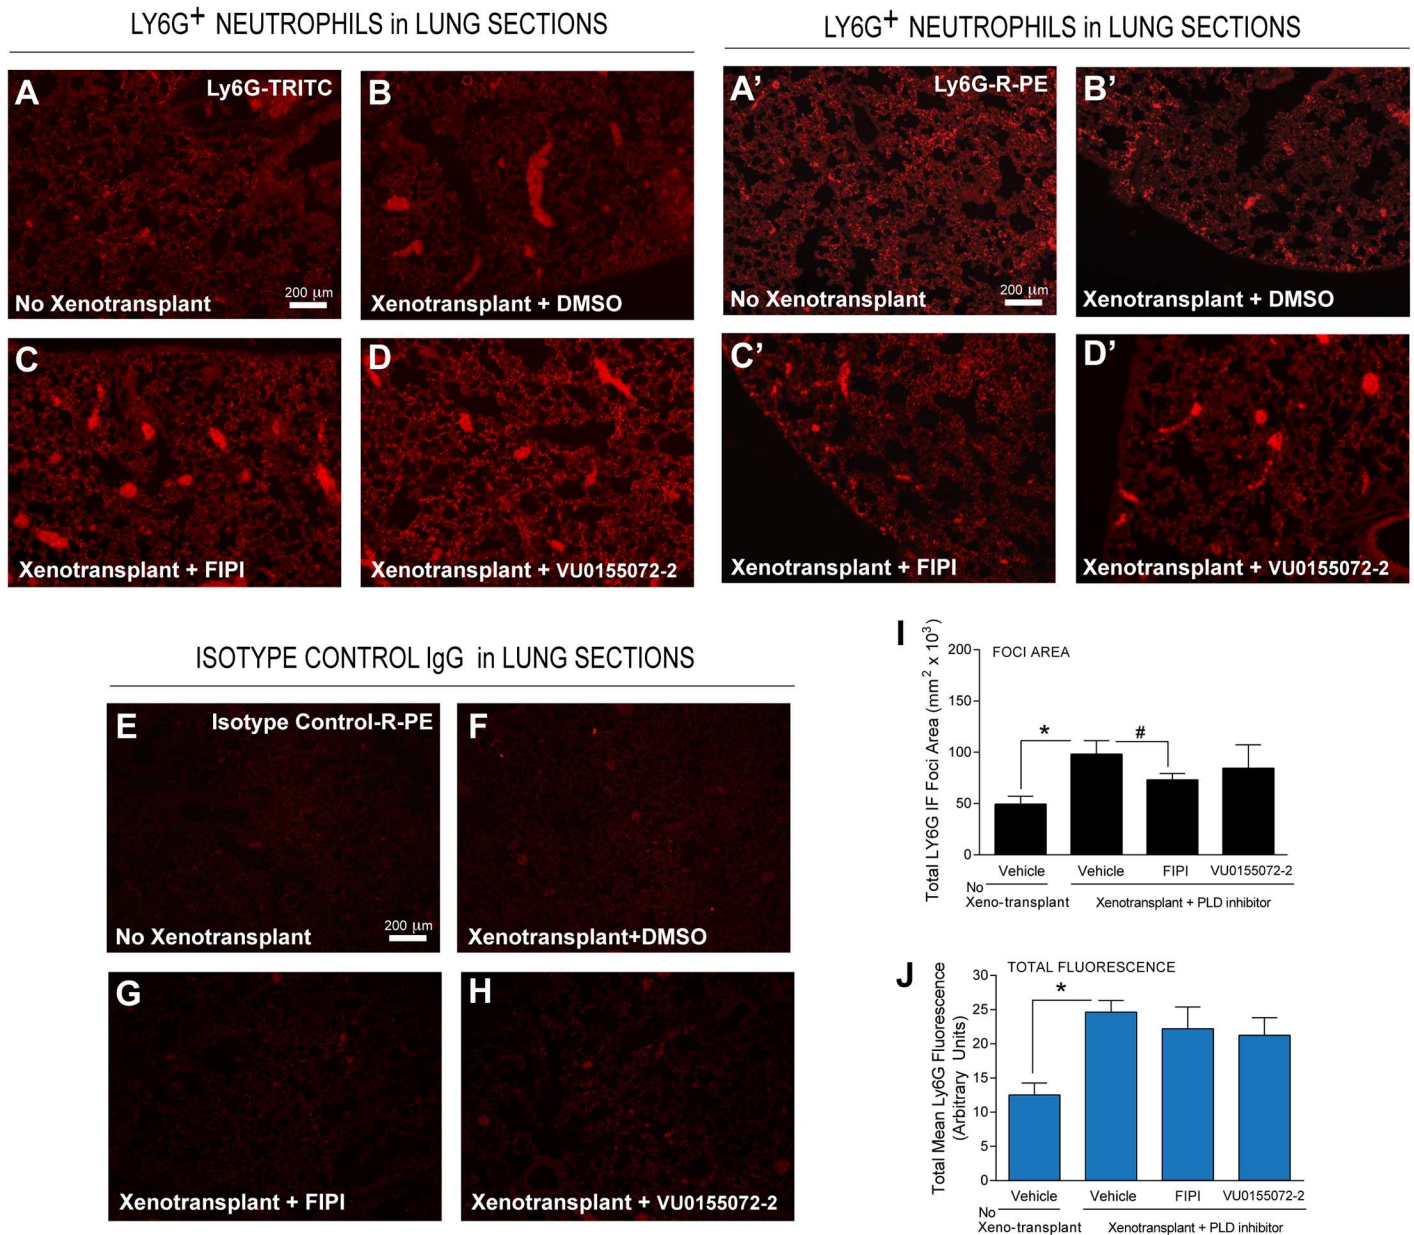 LY6G+ NEUTROPHILS in LUNG SECTIONS
A
Ly6G-TRITC
No Xenotransplant
200 µm
B
Xenotransplant + DMSO
C
Xenotransplant + FIPI
D
Xenotransplant + VU0155072-2
LY6G+ NEUTROPHILS in LUNG SECTIONS
A’
Ly6G-R-PE
No Xenotransplant
200 µm
B’
Xenotransplant + DMSO
C’
Xenotransplant + FIPI
D’
Xenotransplant + VU0155072-2
ISOTYPE CONTROL IgG in LUNG SECTIONS
E
Isotype Control-R-PE
No Xenotransplant
200 µm
F
Xenotransplant+DMSO
G
Xenotransplant + FIPI
H
Xenotransplant + VU0155072-2
I
FOCI AREA
Total LY6G IF Foci Area (mm² x 10³)
200
150
100
50
0
*
#
Vehicle
Vehicle
FIPI
VU0155072-2
No
Xeno-transplant
Xenotransplant + PLD inhibitor
J
TOTAL FLUORESCENCE
Total Mean Ly6G Fluorescence
(Arbitrary Units)
30
25
20
15
10
5
0
*
Vehicle
Vehicle
FIPI
VU0155072-2
No
Xeno-transplant
Xenotransplant + PLD inhibitor